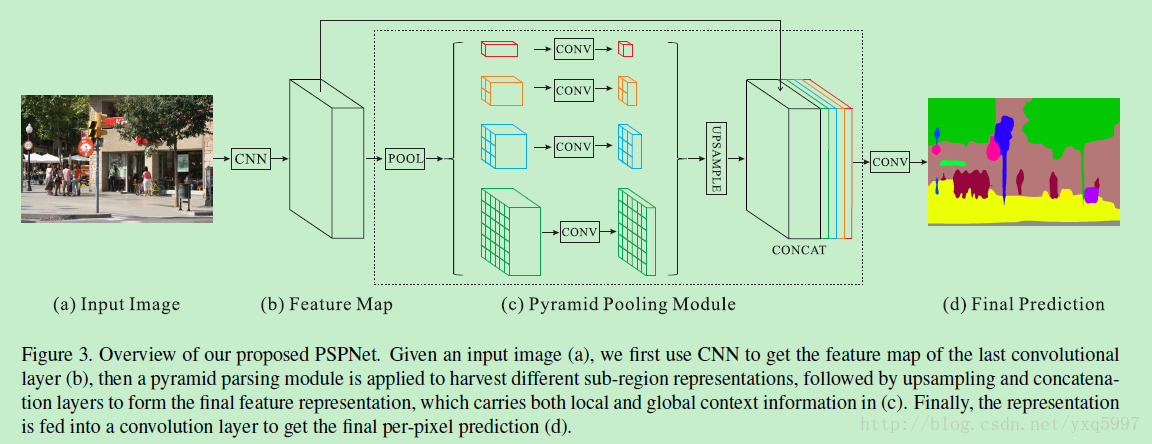 CNN
POOL
CONV
CONV
CONV
CONV
UPSAMPLE
CONCAT
CONV
(a) Input Image
(b) Feature Map
(c) Pyramid Pooling Module
(d) Final Prediction
Figure 3. Overview of our proposed PSPNet. Given an input image (a), we first use CNN to get the feature map of the last convolutional
layer (b), then a pyramid parsing module is applied to harvest different sub-region representations, followed by upsampling and concatena-
tion layers to form the final feature representation, which carries both local and global context information in (c). Finally, the representation
is fed into a convolution layer to get the final per-pixel prediction (d).
http://blog.csdn.net/yxq5997